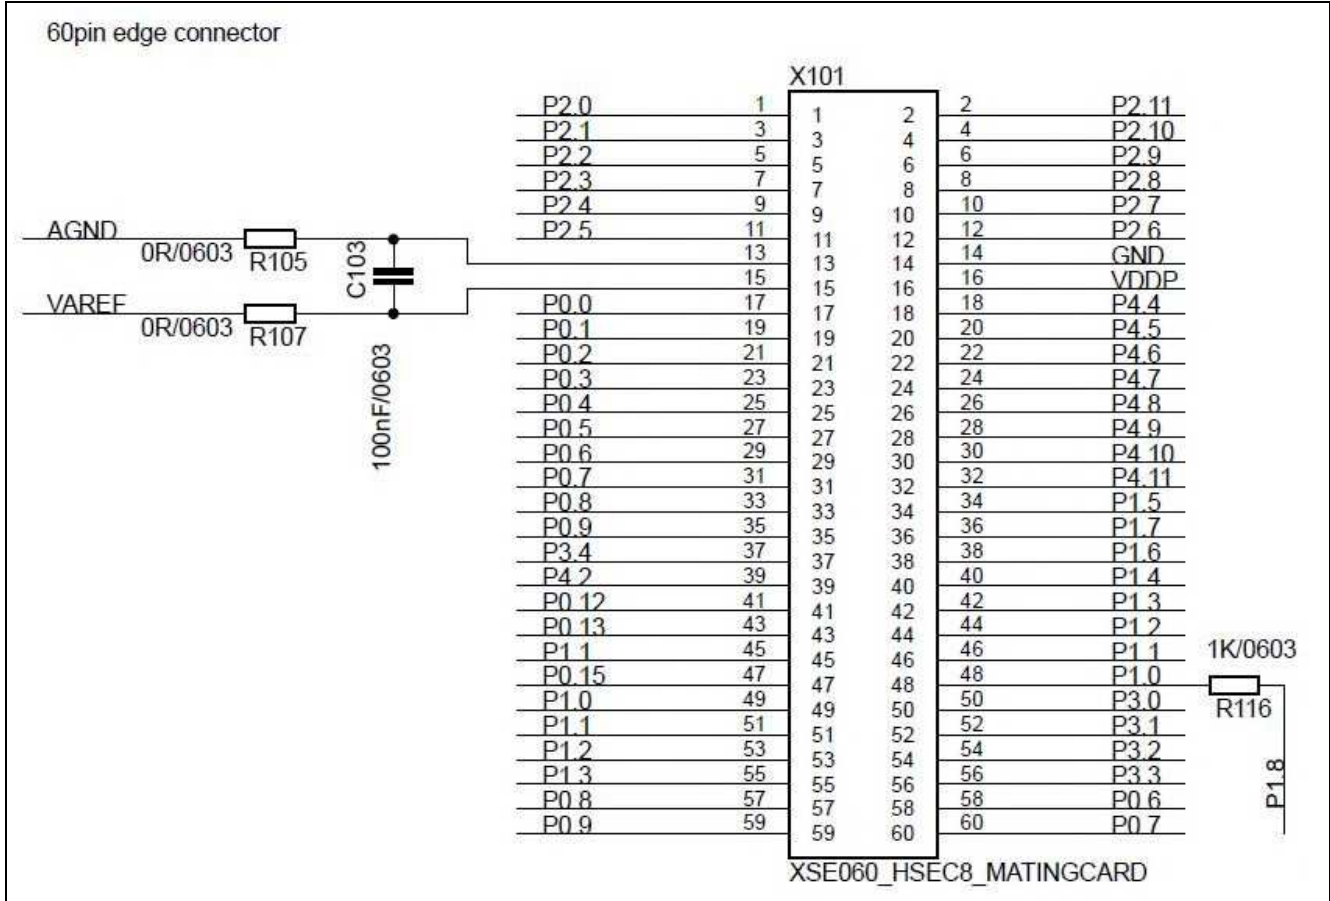 60pin edge connector
X101
P2.0 1 1 2 2 P2.11
P2.1 3 3 4 4 P2.10
P2.2 5 5 6 6 P2.9
P2.3 7 7 8 8 P2.8
P2.4 9 9 10 10 P2.7
P2.5 11 11 12 12 P2.6
13 13 14 14 GND
15 15 16 16 VDDP
P0.0 17 17 18 18 P4.4
P0.1 19 19 20 20 P4.5
P0.2 21 21 22 22 P4.6
P0.3 23 23 24 24 P4.7
P0.4 25 25 26 26 P4.8
P0.5 27 27 28 28 P4.9
P0.6 29 29 30 30 P4.10
P0.7 31 31 32 32 P4.11
P0.8 33 33 34 34 P1.5
P0.9 35 35 36 36 P1.7
P3.4 37 37 38 38 P1.6
P4.2 39 39 40 40 P1.4
P0.12 41 41 42 42 P1.3
P0.13 43 43 44 44 P1.2
P1.1 45 45 46 46 P1.1
P0.15 47 47 48 48 P1.0
P1.0 49 49 50 50 P3.0
P1.1 51 51 52 52 P3.1
P1.2 53 53 54 54 P3.2
P1.3 55 55 56 56 P3.3
P0.8 57 57 58 58 P0.6
P0.9 59 59 60 60 P0.7
XSE060_HSEC8_MATINGCARD
AGND
0R/0603
R105
C103
VAREF
0R/0603
R107
100nF/0603
1K/0603
R116
P1.8